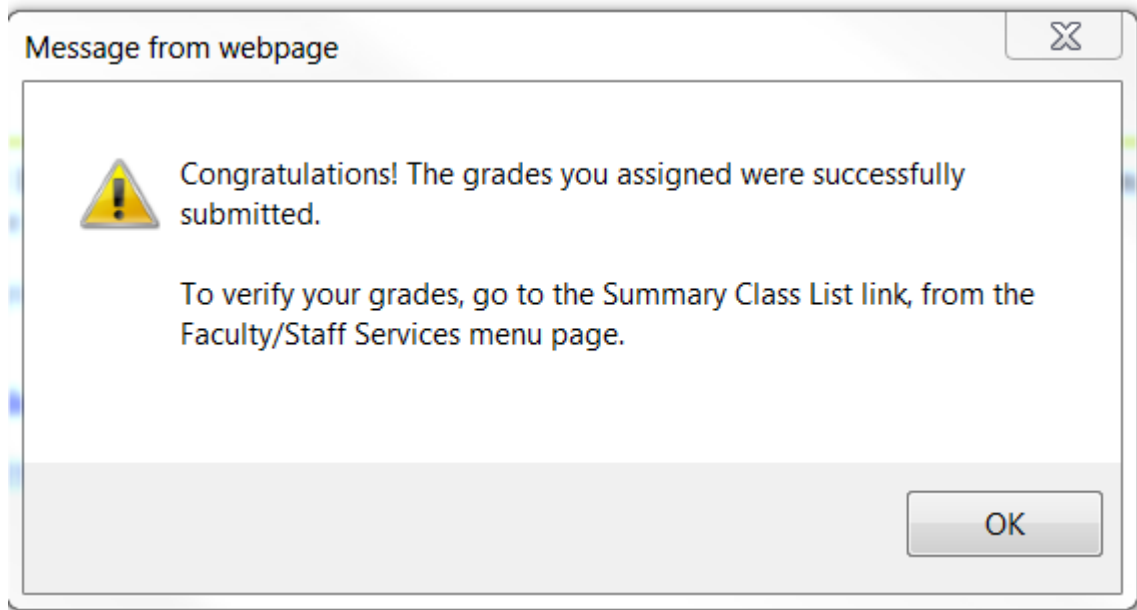 Message from webpage
Congratulations! The grades you assigned were successfully
submitted.
To verify your grades, go to the Summary Class List link, from the
Faculty/Staff Services menu page.
OK